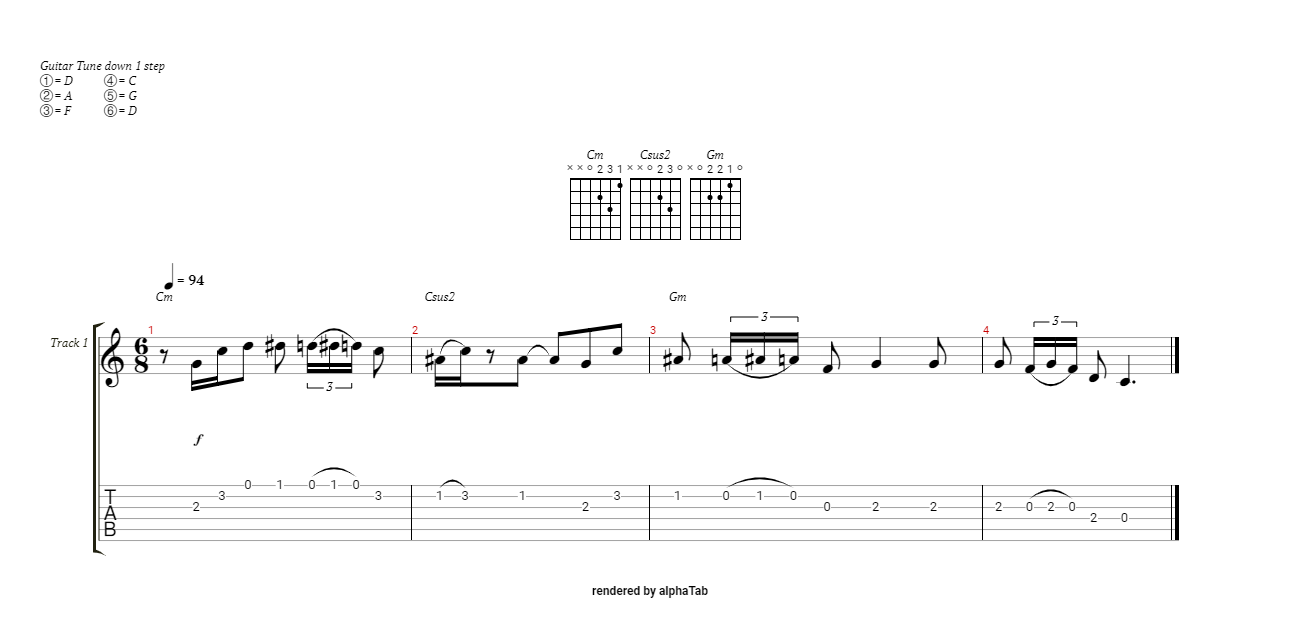 Guitar Tune down 1 step
①= D ④= C
②= A ⑤= G
③= F ⑥= D
Cm Csus2 Gm
× × ○ 2 3 1 × × ○ 2 3 ○ × ○ 2 2 1 ○
= 94
Cm Csus2 Gm
1 2 3 4
3 3
Track 1 6 8
3
f
0 1 0 1 0
3 3 1 3 1 3 1 0 1 0
2 2 0 2 2 2 0 2 0
2 0
TAB
rendered by alphaTab